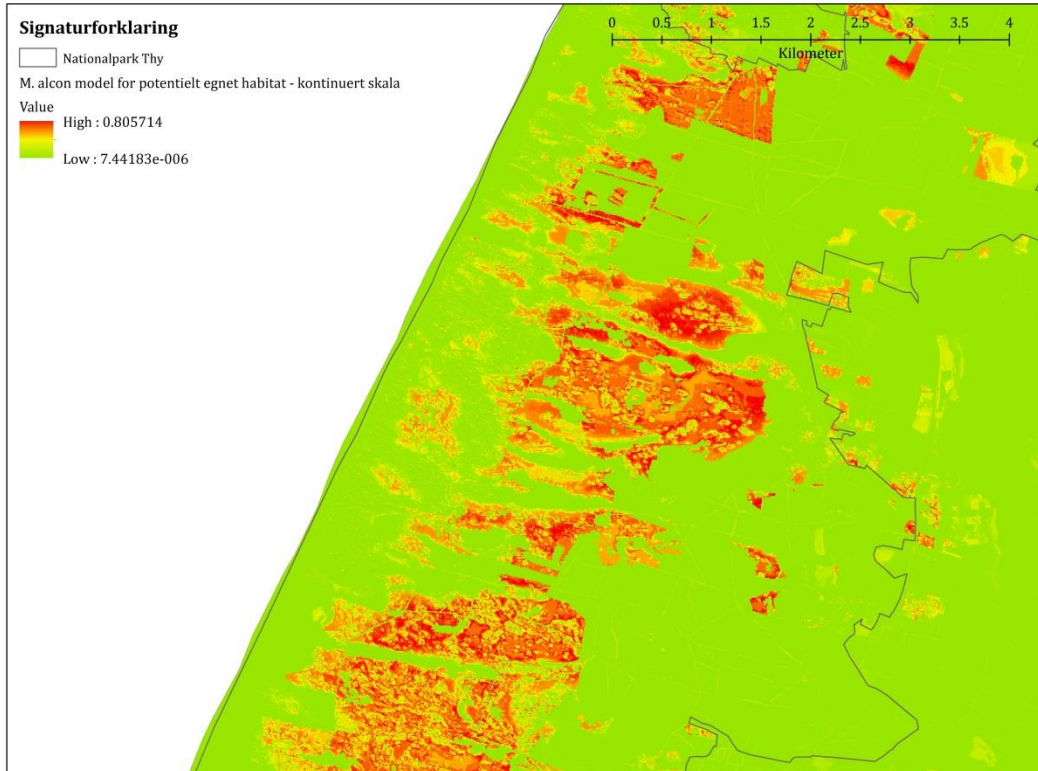 Signaturforklaring
Nationalpark Thy
M. alcon model for potentielt egnet habitat - kontinuert skala
Value
High : 0.805714
Low : 7.44183e-006
0 0.5 1 1.5 2 2.5 3 3.5 4
Kilometer